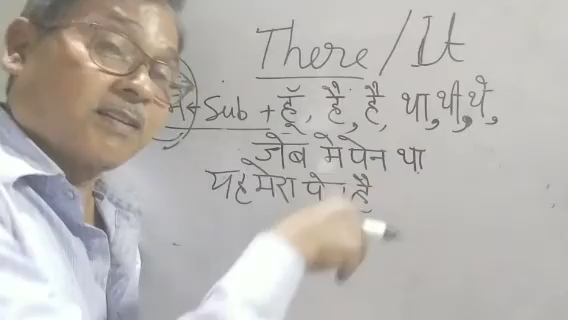 There / It
में + Sub + हूँ, हैं, है, था, थी, थे,
जेब में पेन था
यह मेरा पेन है